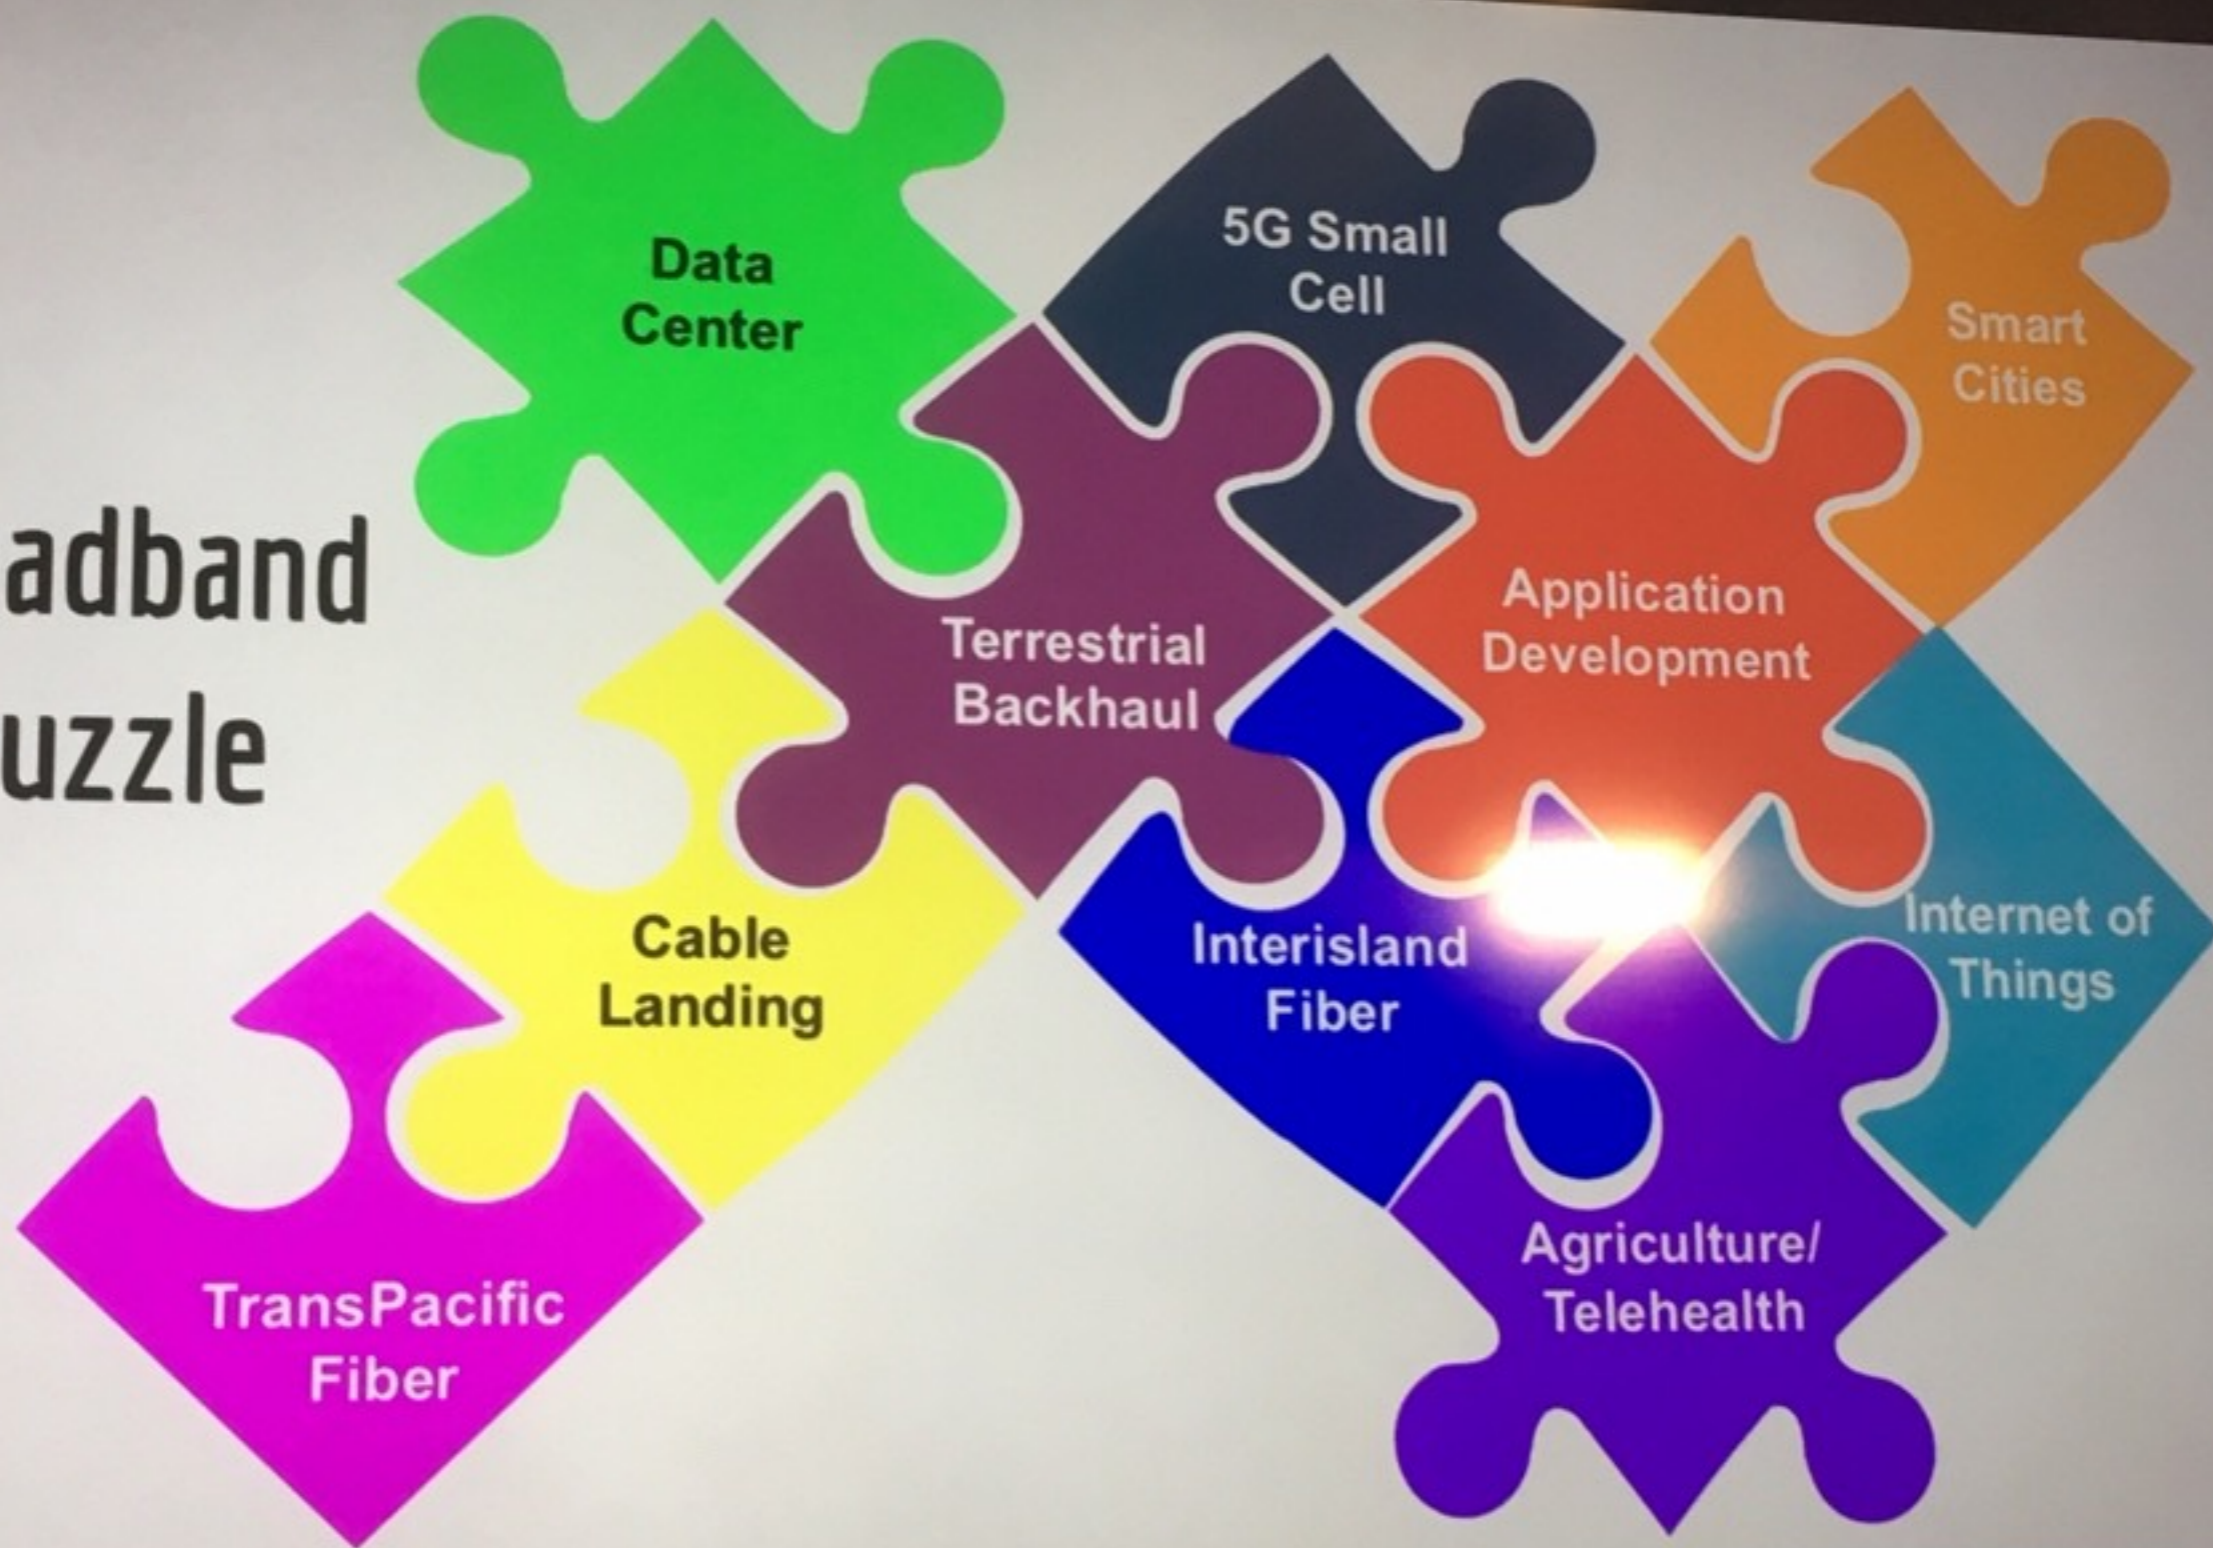 adband
uzzle
Data
Center
5G Small
Cell
Smart
Cities
Terrestrial
Backhaul
Application
Development
Cable
Landing
Interisland
Fiber
Internet of
Things
TransPacific
Fiber
Agriculture/
Telehealth